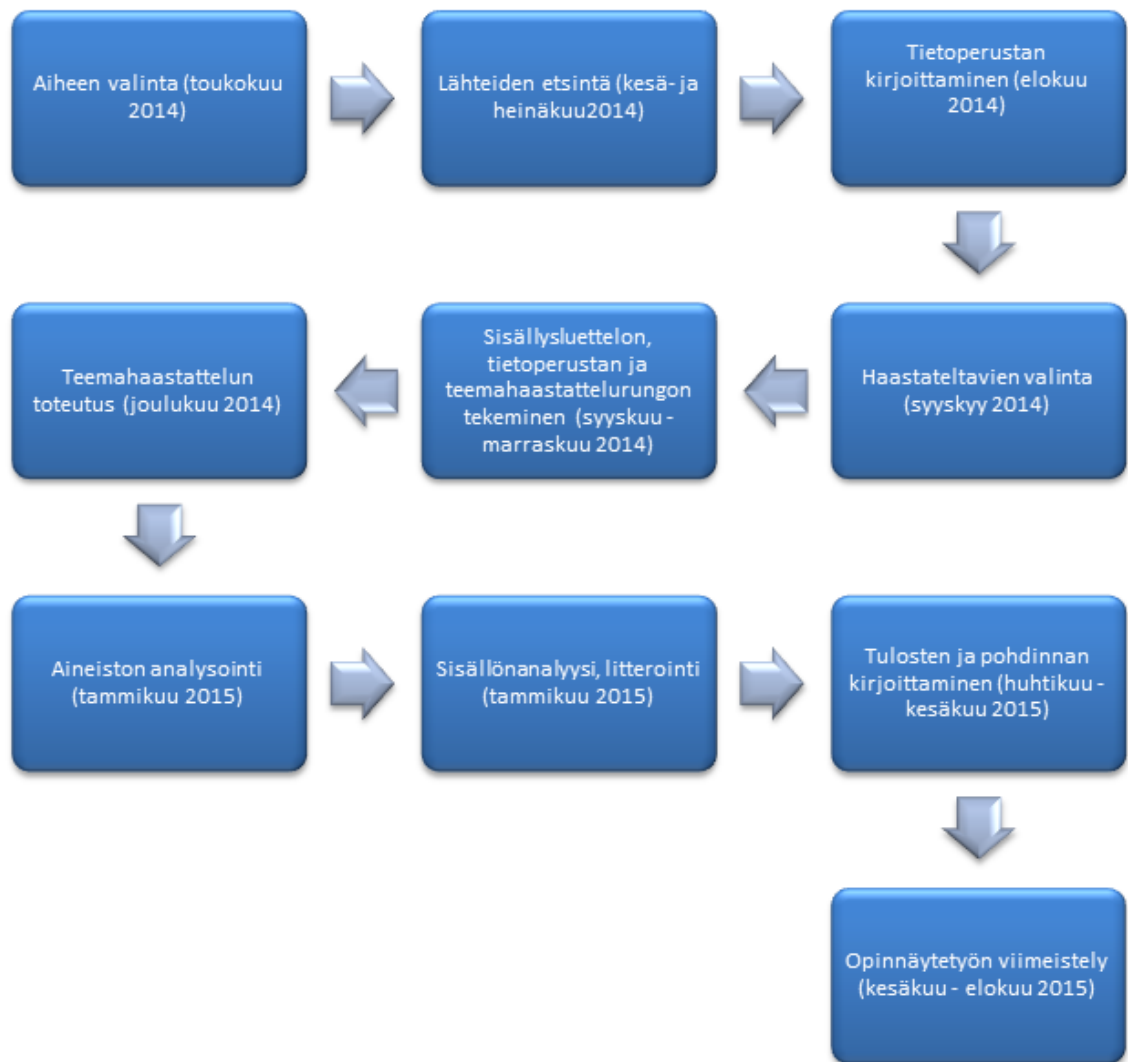 Aiheen valinta (toukokuu
2014)
Lähteiden etsintä (kesä- ja
heinäkuu2014)
Tietoperustan
kirjoittaminen (elokuu
2014)
Haastateltavien valinta
(syyskyy 2014)
Sisällysluettelon,
tietoperustan ja
teemahaastattelurungon
tekeminen (syyskuu -
marraskuu 2014)
Teemahaastattelun
toteutus (joulukuu 2014)
Aineiston analysointi
(tammikuu 2015)
Sisällönanalyysi, litterointi
(tammikuu 2015)
Tulosten ja pohdinnan
kirjoittaminen (huhtikuu -
kesäkuu 2015)
Opinnäytetyön viimeistely
(kesäkuu - elokuu 2015)